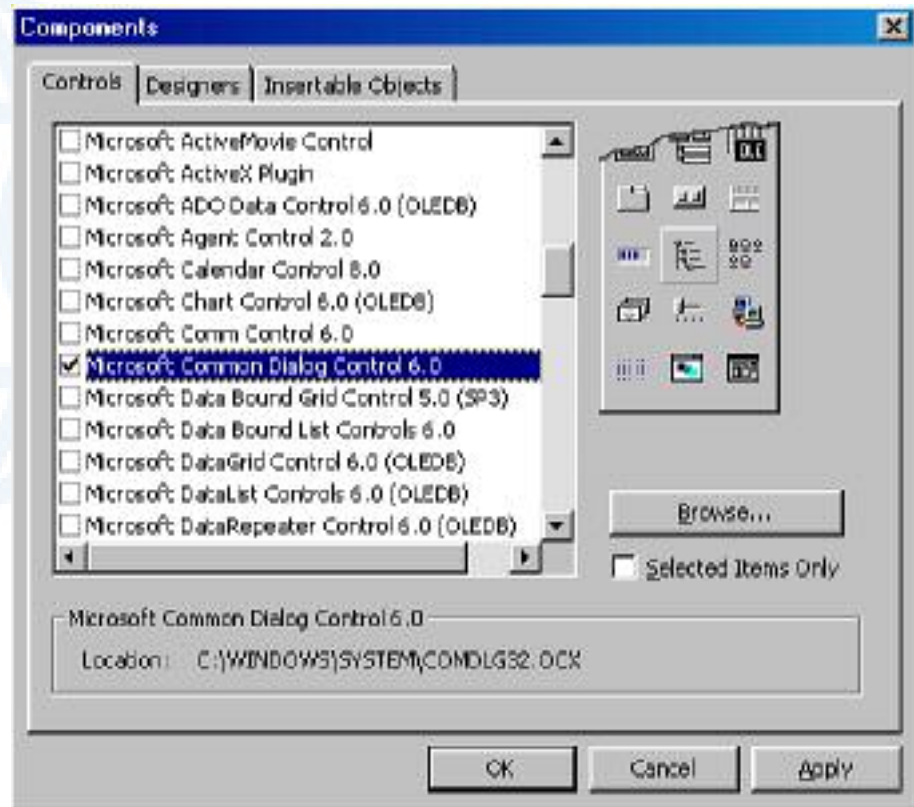 Components
Controls Designers Insertable Objects
Microsoft ActiveMovie Control
Microsoft ActiveX Plugin
Microsoft ADO Data Control 6.0 (OLEDB)
Microsoft Agent Control 2.0
Microsoft Calendar Control 8.0
Microsoft Chart Control 6.0 (OLEDB)
Microsoft Comm Control 6.0
Microsoft Common Dialog Control 6.0
Microsoft Data Bound Grid Control 5.0 (SP3)
Microsoft Data Bound List Controls 6.0
Microsoft DataGrid Control 6.0 (OLEDB)
Microsoft DataList Controls 6.0 (OLEDB)
Microsoft DataRepeater Control 6.0 (OLEDB)
OLE
Browse...
Selected Items Only
Microsoft Common Dialog Control 6.0
Location: C:\WINDOWS\SYSTEM\COMDLG32.OCX
OK Cancel Apply